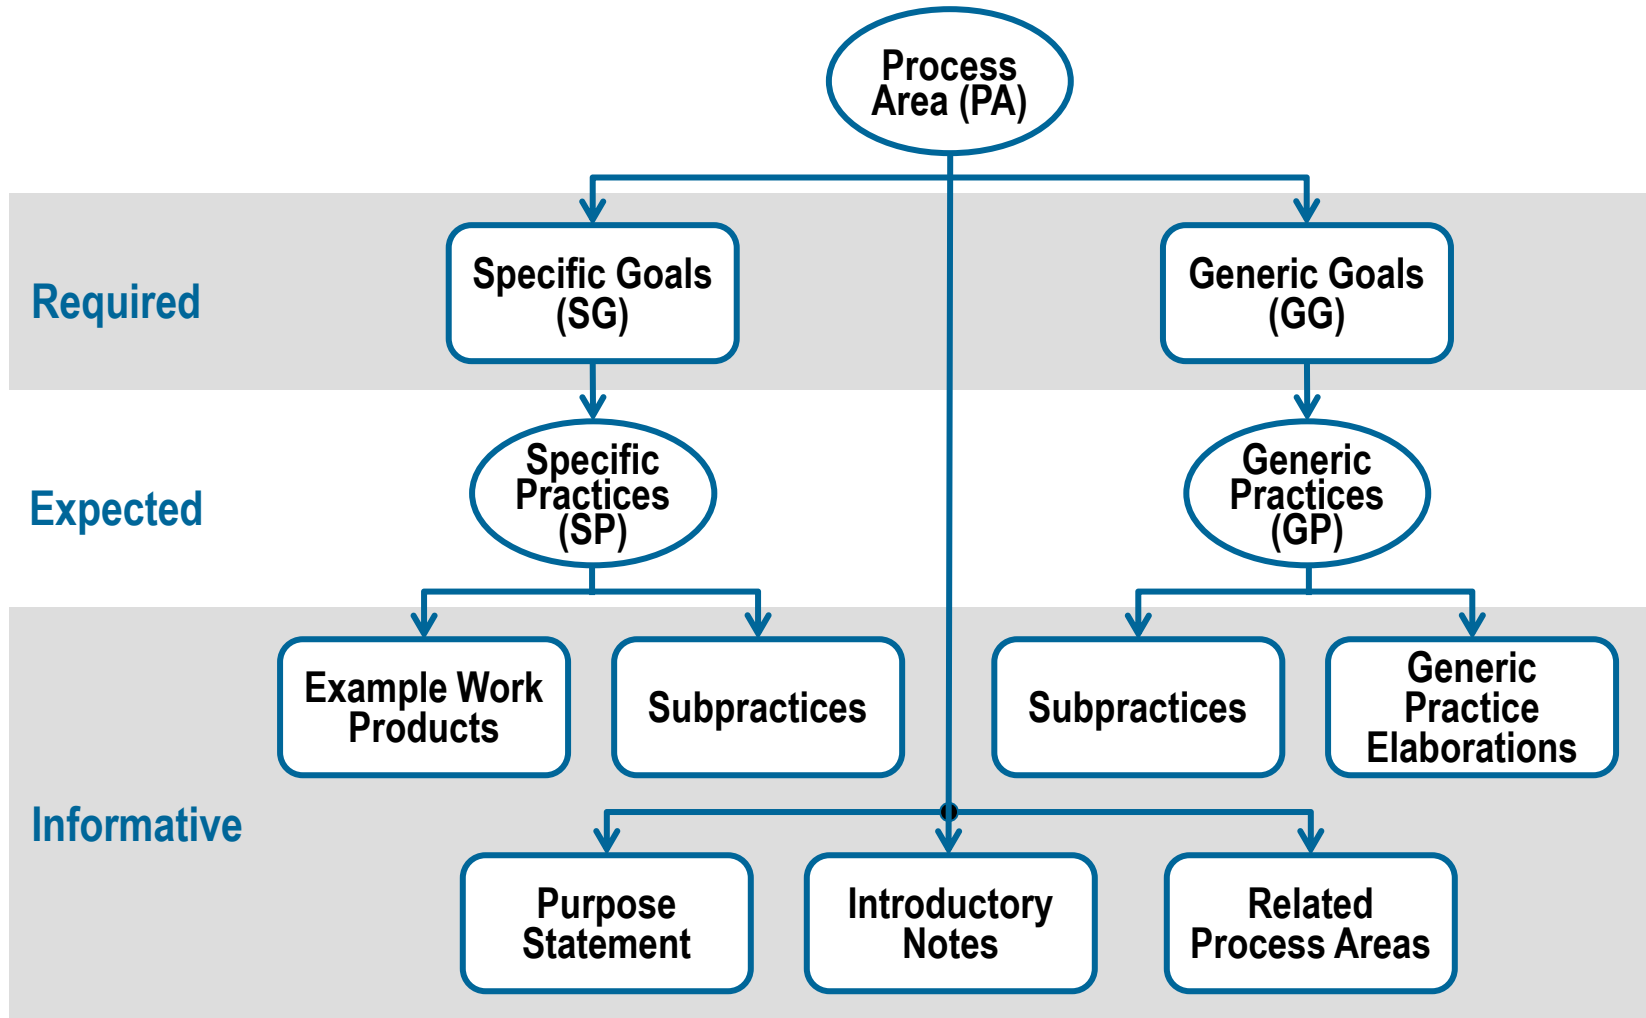 Process
Area (PA)
Required
Specific Goals
(SG)
Generic Goals
(GG)
Expected
Specific
Practices
(SP)
Generic
Practices
(GP)
Informative
Example Work
Products
Subpractices
Subpractices
Generic
Practice
Elaborations
Purpose
Statement
Introductory
Notes
Related
Process Areas